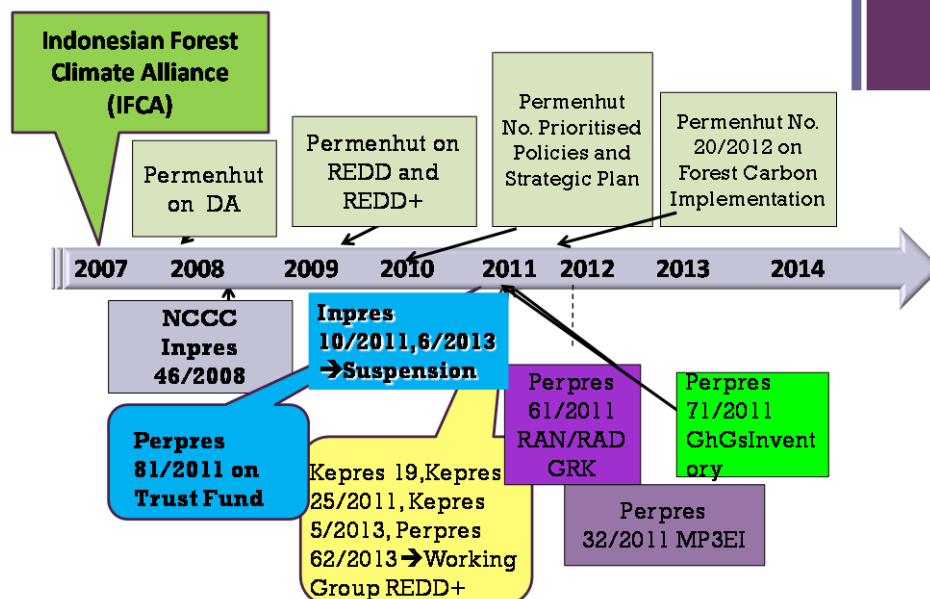 Indonesian Forest
Climate Alliance
(IFCA)
Permenhut
on DA
Permenhut on
REDD and
REDD+
Permenhut
No. Prioritised
Policies and
Strategic Plan
Permenhut No.
20/2012 on
Forest Carbon
Implementation
2007 2008 2009 2010 2011 2012 2013 2014
NCCC
Inpres
46/2008
Inpres
10/2011,6/2013
➔Suspension
Perpres
81/2011 on
Trust Fund
Kepres 19,Kepres
25/2011, Kepres
5/2013, Perpres
62/2013➔Working
Group REDD+
Perpres
61/2011
RAN/RAD
GRK
Perpres
71/2011
GhGsInvent
ory
Perpres
32/2011 MP3EI